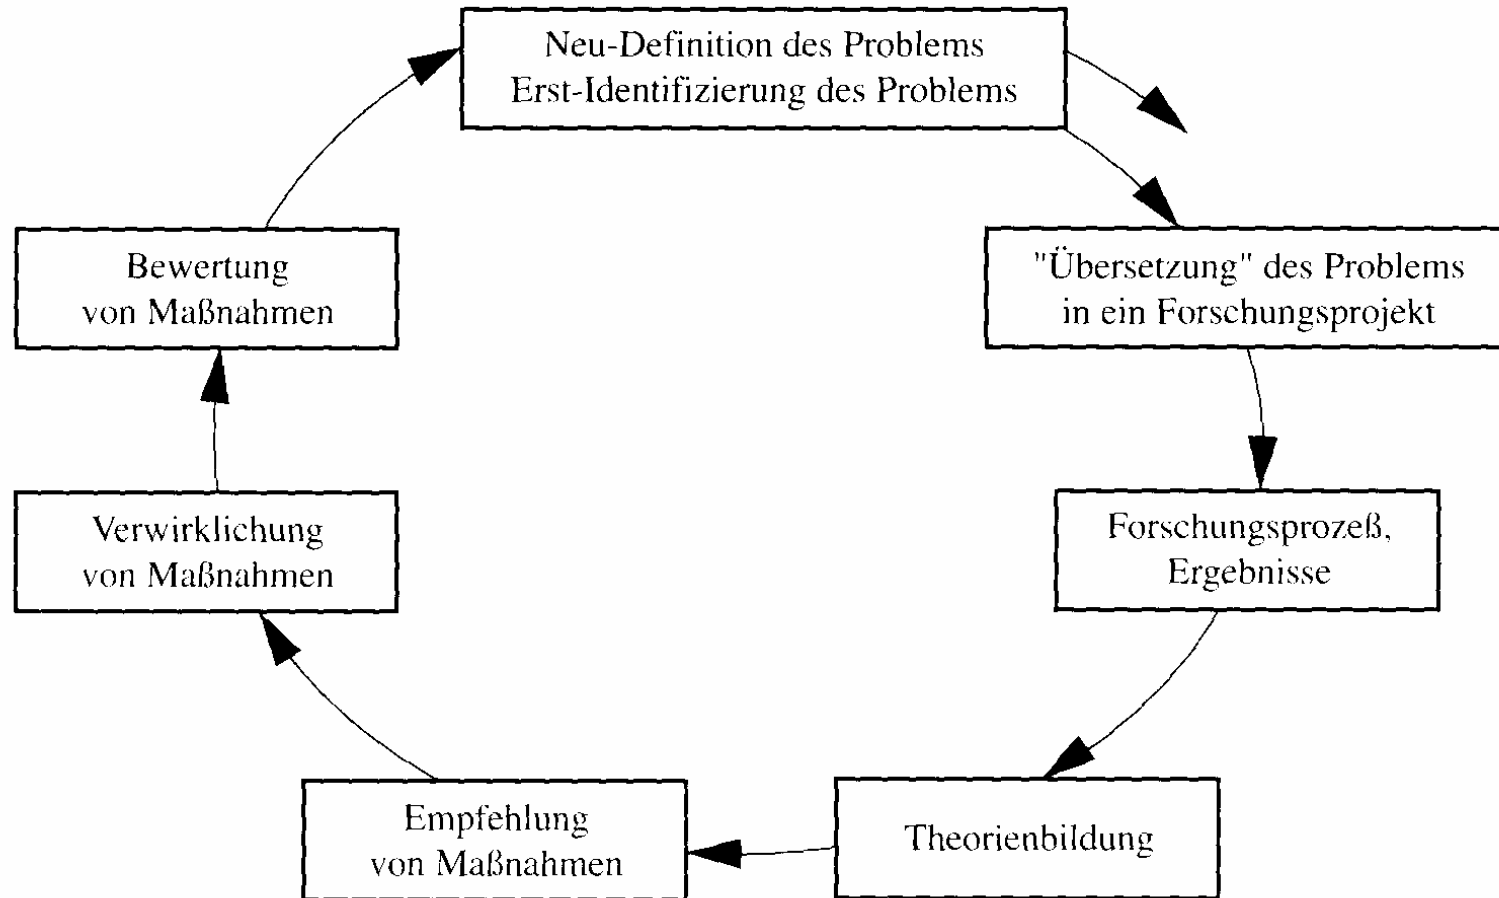 Neu-Definition des Problems
Erst-Identifizierung des Problems
"Übersetzung" des Problems
in ein Forschungsprojekt
Forschungsprozeß,
Ergebnisse
Theorienbildung
Empfehlung
von Maßnahmen
Verwirklichung
von Maßnahmen
Bewertung
von Maßnahmen